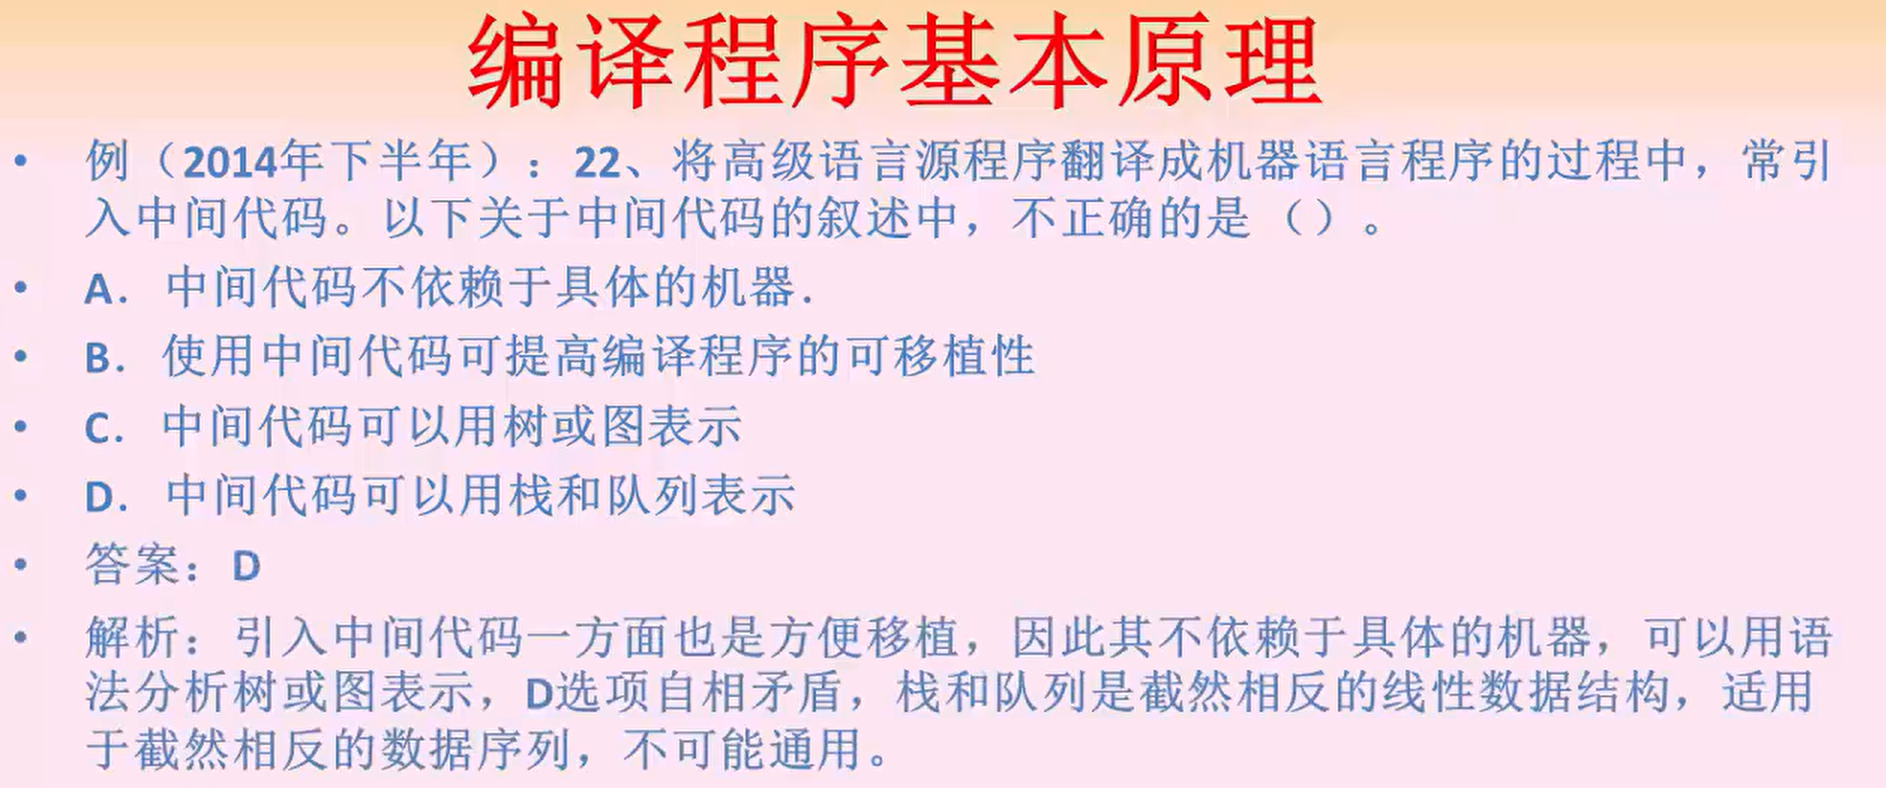 编译程序基本原理
• 例（2014年下半年）：22、将高级语言源程序翻译成机器语言程序的过程中，常引
入中间代码。以下关于中间代码的叙述中，不正确的是（）。
• A. 中间代码不依赖于具体的机器.
• B. 使用中间代码可提高编译程序的可移植性
• C. 中间代码可以用树或图表示
• D. 中间代码可以用栈和队列表示
• 答案：D
• 解析：引入中间代码一方面也是方便移植，因此其不依赖于具体的机器，可以用语
法分析树或图表示，D选项自相矛盾，栈和队列是截然相反的线性数据结构，适用
于截然相反的数据序列，不可能通用。